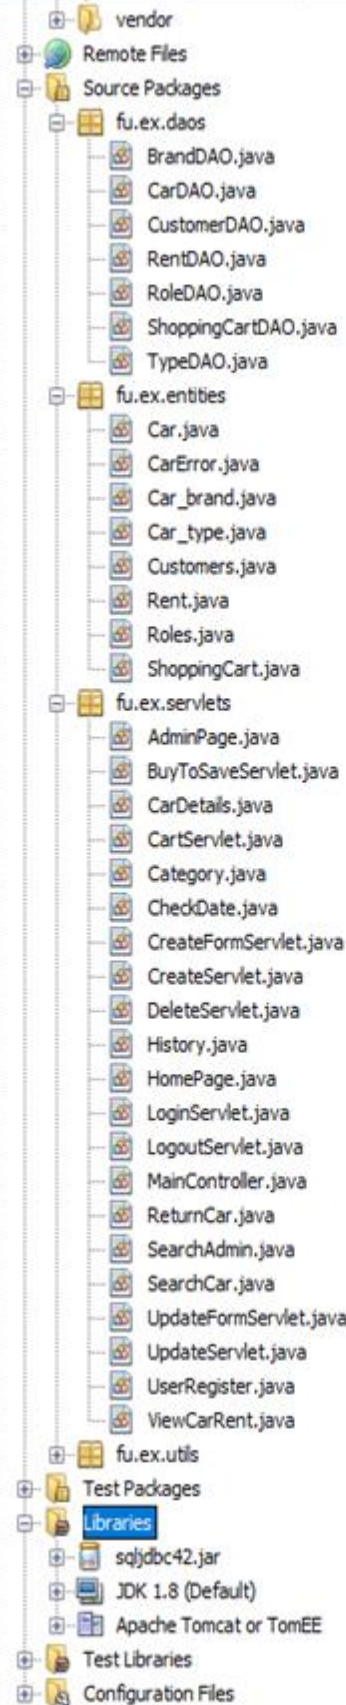 vendor
Remote Files
Source Packages
fu.ex.daos
BrandDAO.java
CarDAO.java
CustomerDAO.java
RentDAO.java
RoleDAO.java
ShoppingCartDAO.java
TypeDAO.java
fu.ex.entities
Car.java
CarError.java
Car_brand.java
Car_type.java
Customers.java
Rent.java
Roles.java
ShoppingCart.java
fu.ex.servlets
AdminPage.java
BuyToSaveServlet.java
CarDetails.java
CartServlet.java
Category.java
CheckDate.java
CreateFormServlet.java
CreateServlet.java
DeleteServlet.java
History.java
HomePage.java
LoginServlet.java
LogoutServlet.java
MainController.java
ReturnCar.java
SearchAdmin.java
SearchCar.java
UpdateFormServlet.java
UpdateServlet.java
UserRegister.java
ViewCarRent.java
fu.ex.utils
Test Packages
Libraries
sqljdbc42.jar
JDK 1.8 (Default)
Apache Tomcat or TomEE
Test Libraries
Configuration Files